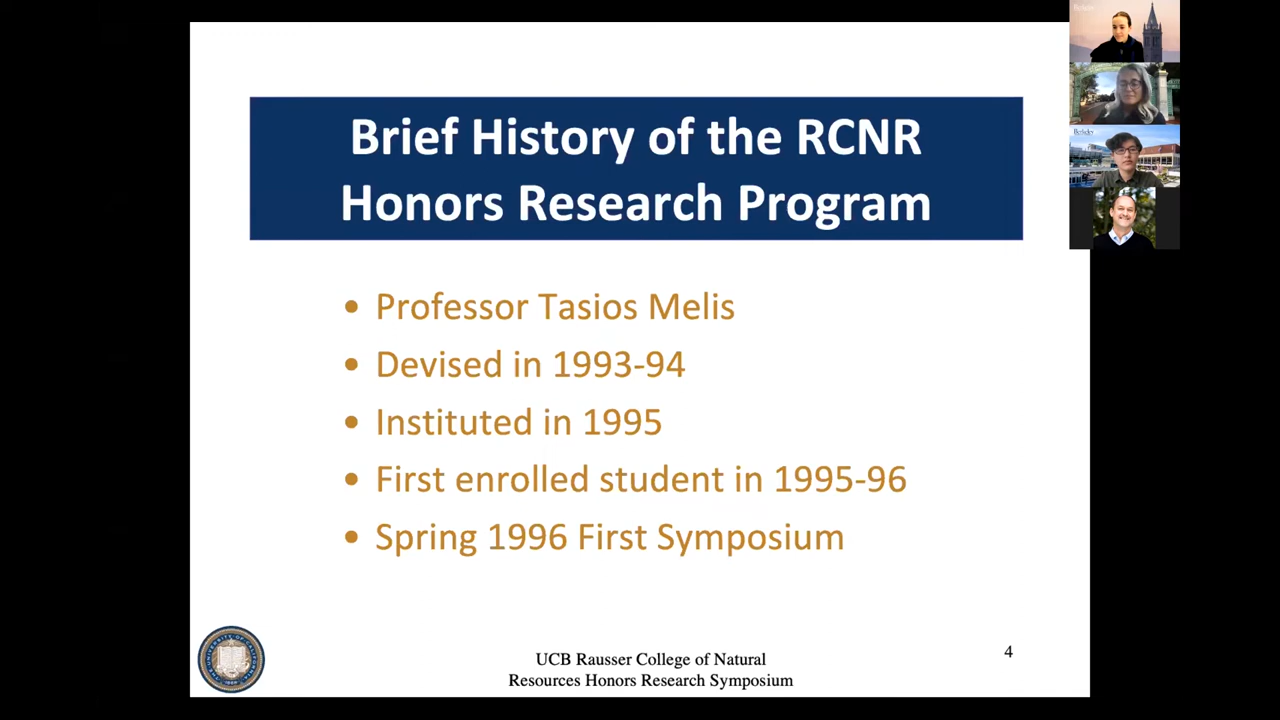 Brief History of the RCNR
Honors Research Program
• Professor Tasios Melis
• Devised in 1993-94
• Instituted in 1995
• First enrolled student in 1995-96
• Spring 1996 First Symposium
UCB Rausser College of Natural
Resources Honors Research Symposium
4
Berkeley